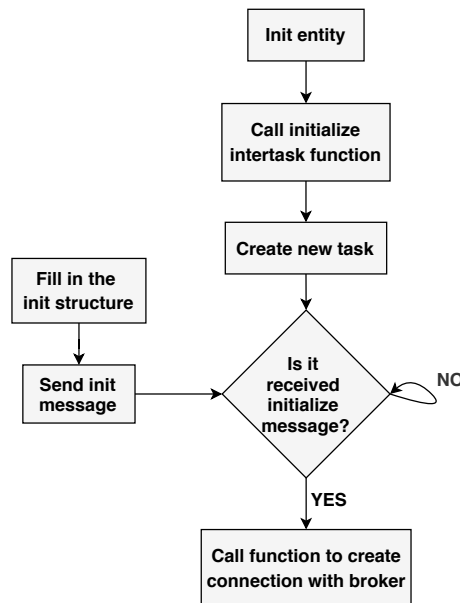 Init entity
Call initialize
intertask function
Create new task
Fill in the
init structure
Send init
message
Is it
received
initialize
message?
NO
YES
Call function to create
connection with broker